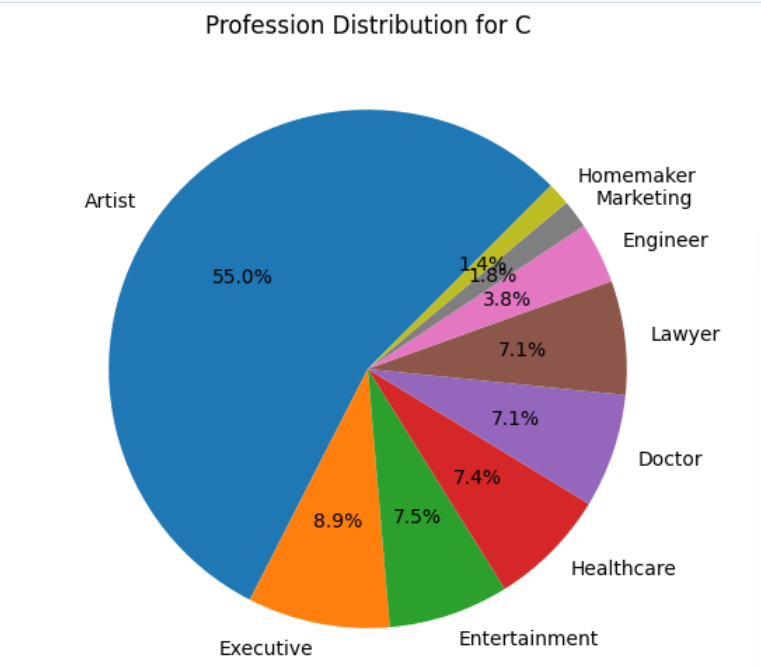 Profession Distribution for C
Homemaker
Marketing
Artist
Engineer
1.4%
1.8%
55.0%
3.8%
Lawyer
7.1%
7.1%
Doctor
7.4%
8.9%
7.5%
Healthcare
Entertainment
Executive